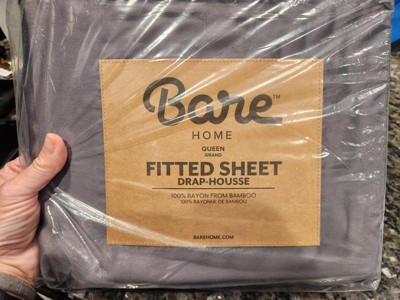 Bare™
HOME
QUEEN
GRAND
FITTED SHEET
DRAP-HOUSSE
100% RAYON FROM BAMBOO
100% RAYONNE DE BAMBOU
BAREHOME.COM